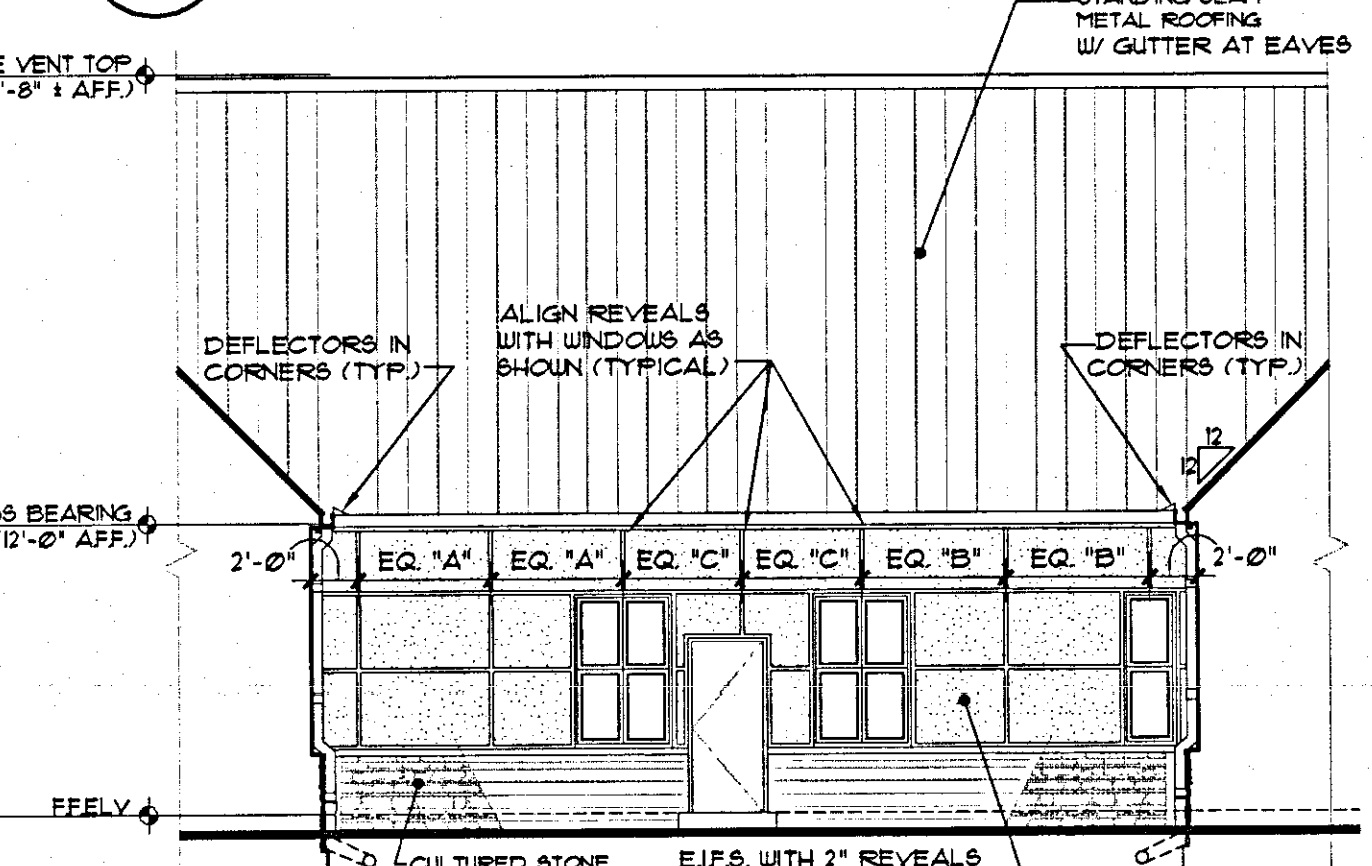 METAL ROOFING
W/ GUTTER AT EAVES
VENT TOP
'-8" ± A.F.F.)
ALIGN REVEALS
WITH WINDOWS AS
SHOWN (TYPICAL)
DEFLECTORS IN
CORNERS (TYP.)
DEFLECTORS IN
CORNERS (TYP.)
12
12
BEARING
12'-0" A.F.F.)
2'-0"
EQ. "A"
EQ. "A"
EQ. "C"
EQ. "C"
EQ. "B"
EQ. "B"
2'-0"
F.F.ELV.
CULTURED STONE
E.I.F.S. WITH 2" REVEALS